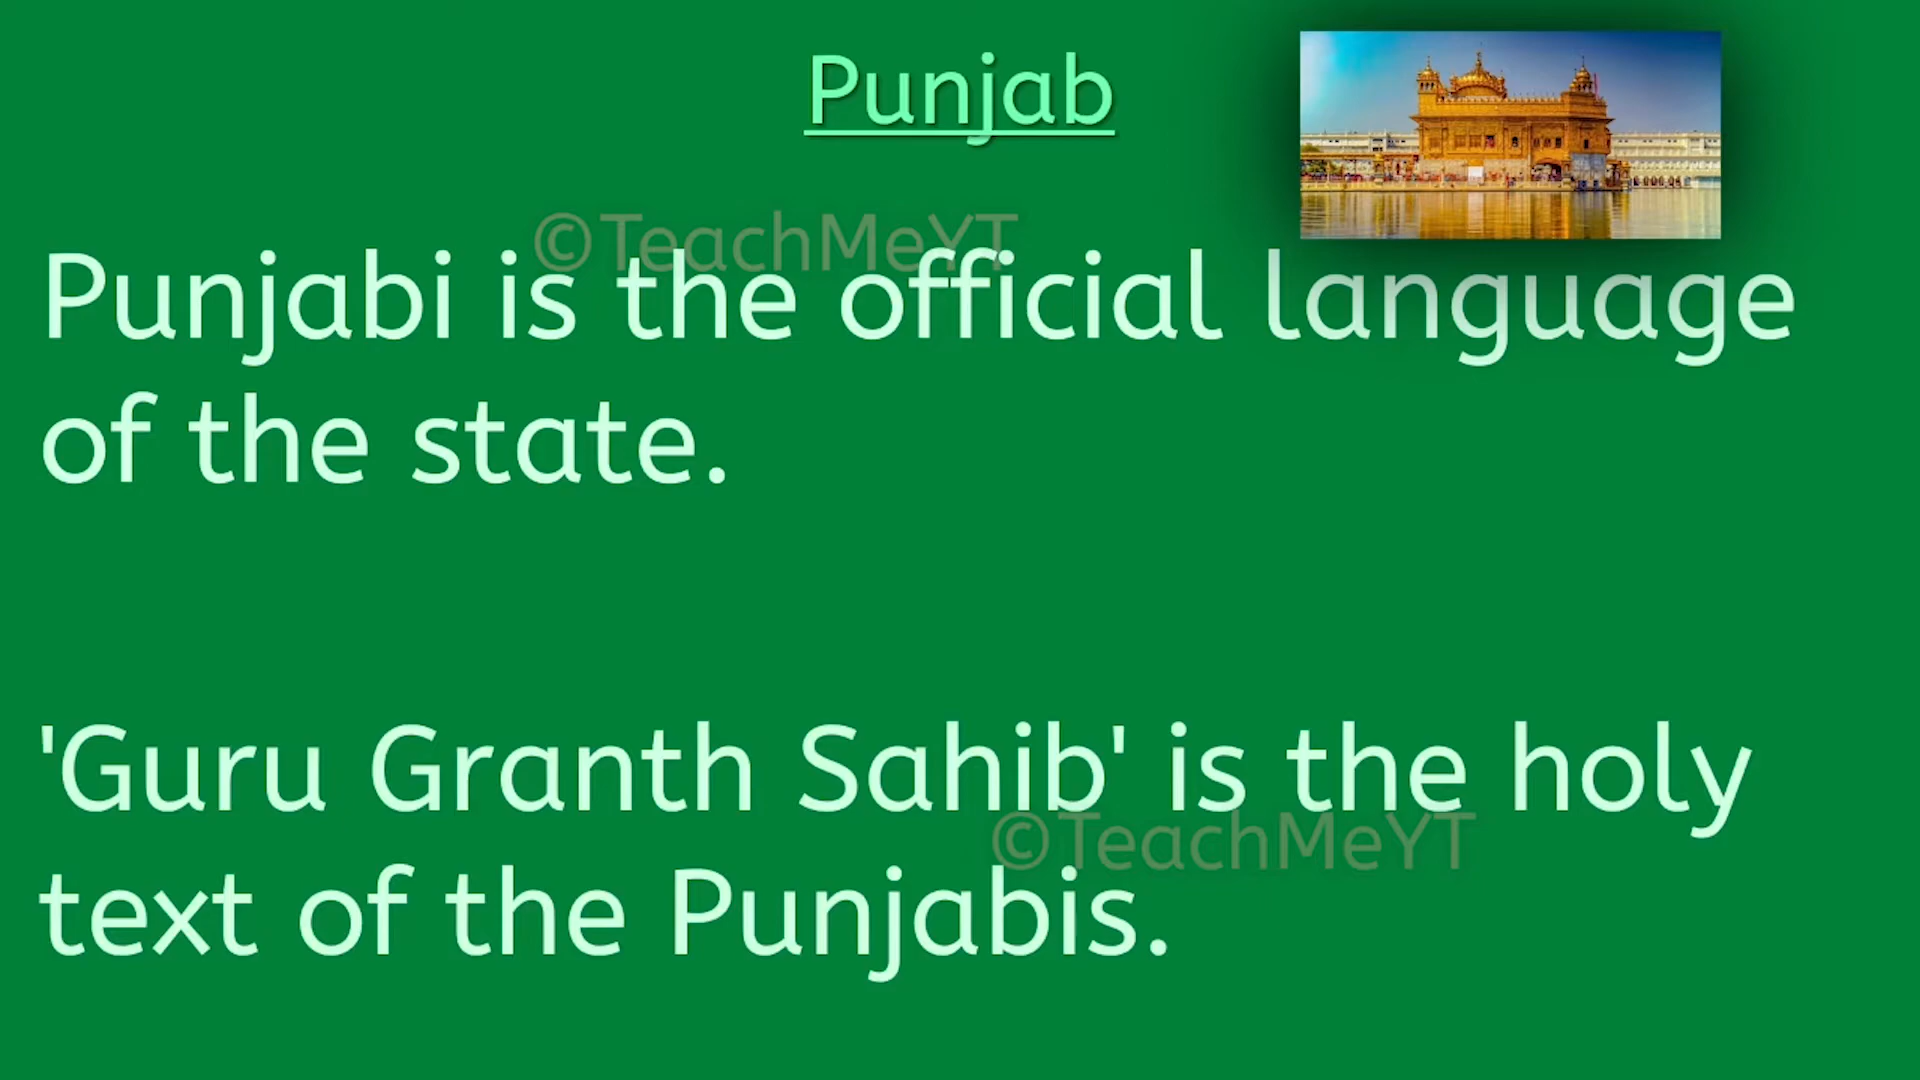 Punjab
©TeachMeYT
Punjabi is the official language
of the state.
'Guru Granth Sahib' is the holy
©TeachMeYT
text of the Punjabis.